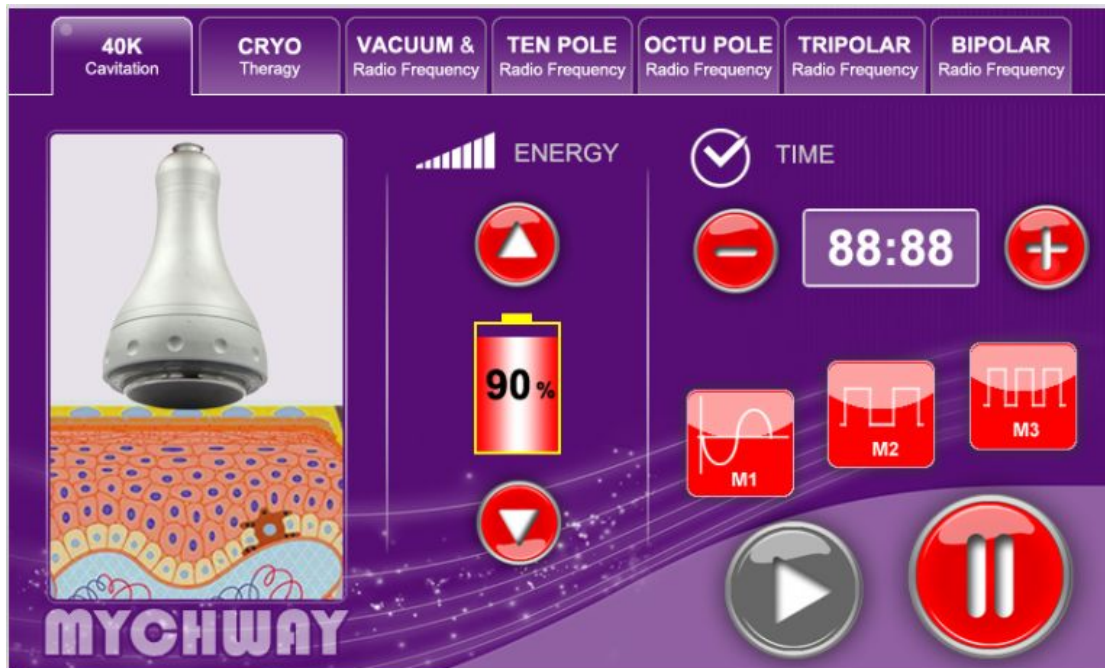 40K
Cavitation
CRYO
Theragy
VACUUM &
Radio Frequency
TEN POLE
Radio Frequency
OCTU POLE
Radio Frequency
TRIPOLAR
Radio Frequency
BIPOLAR
Radio Frequency
ENERGY
TIME
88:88
90%
M1
M2
M3
MYCHWAY